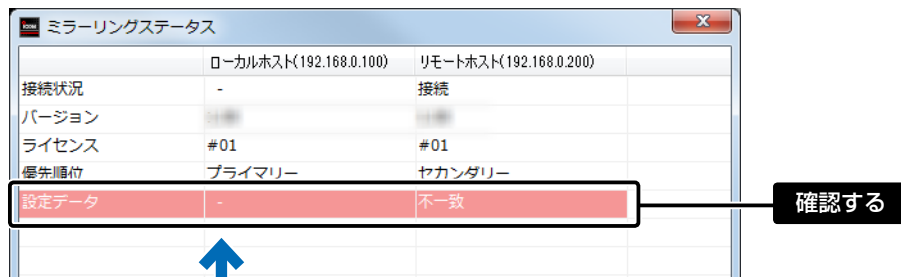 ICOM ミラーリングステータス
ローカルホスト(192.168.0.100) リモートホスト(192.168.0.200)
接続状況 - 接続
バージョン
ライセンス #01 #01
優先順位 プライマリー セカンダリー
設定データ - 不一致
確認する